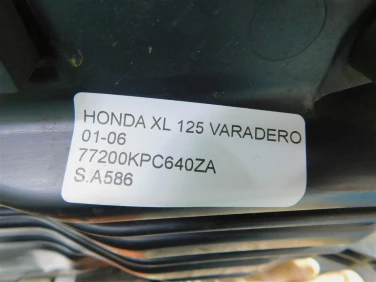 HONDA XL 125 VARADERO
01-06
77200KPC640ZA
S.A586